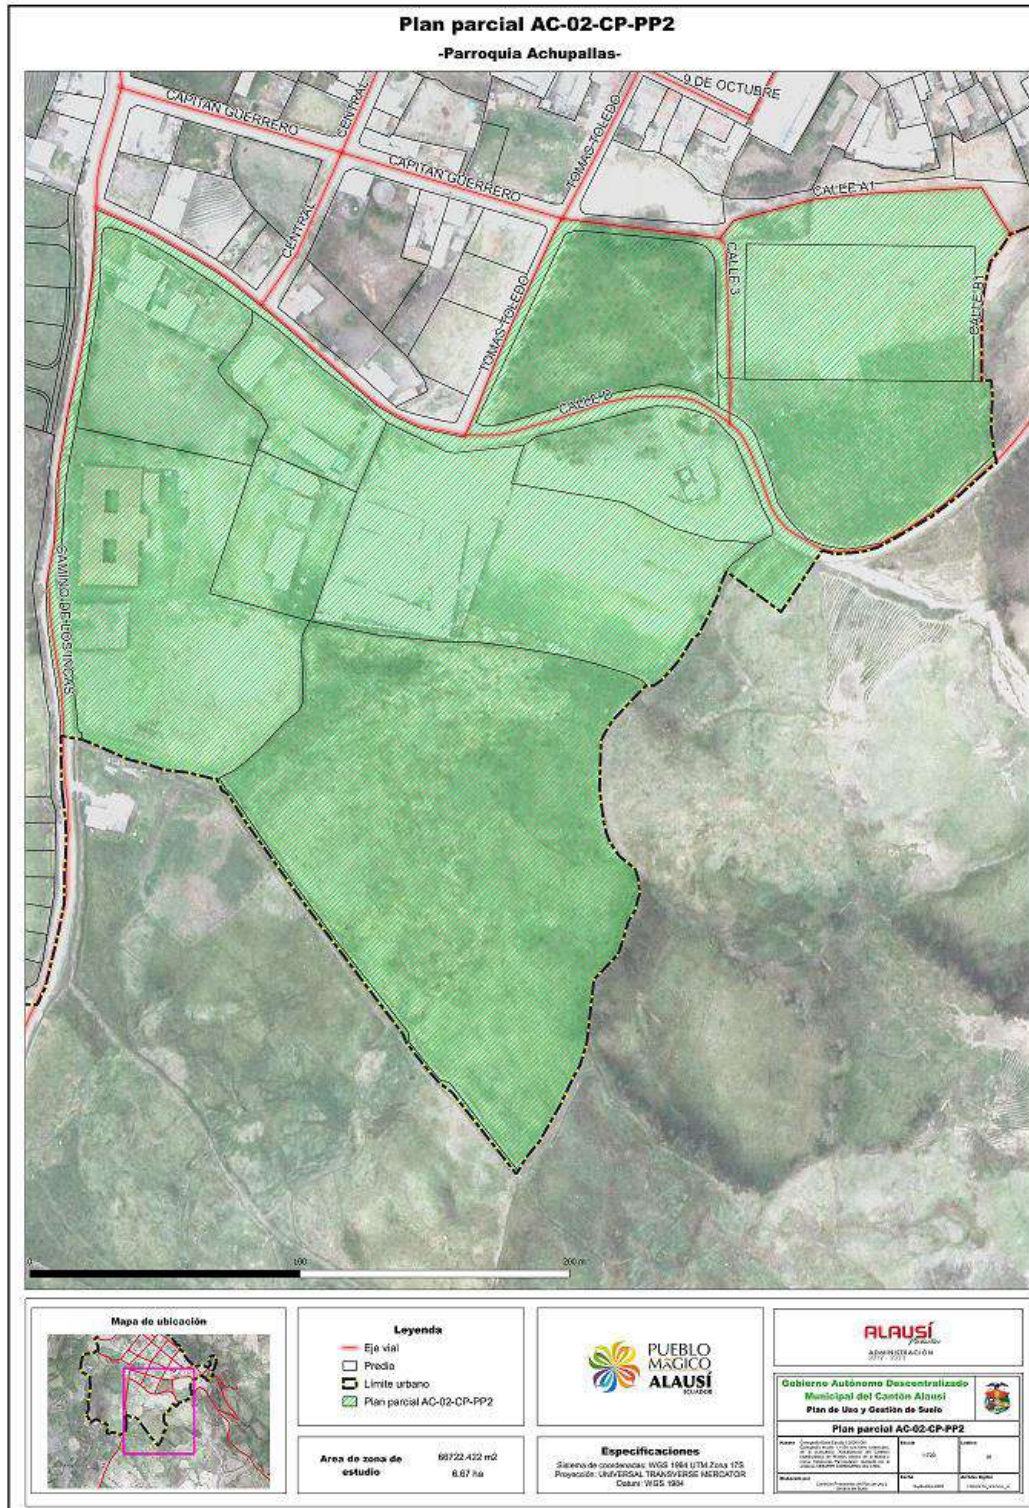 Plan parcial AC-02-CP-PP2
-Parroquia Achupallas-
9 DE OCTUBRE
CAPITAN GUERRERO
CENTRAL
TOMAS TOLEDO
CAPITAN GUERRERO
CALLE A1
CENTRAL
CALLE 3
CALLE B1
TOMAS TOLEDO
CALLE B
SAMINO DE LOS INCAS
0 100 200 m
Mapa de ubicación
Leyenda
Eje vial
Predio
Límite urbano
Plan parcial AC-02-CP-PP2
Area de zona de
estudio
66722.422 m2
6.67 ha
PUEBLO
MÁGICO
ALAUSÍ
ECUADOR
Especificaciones
Sistema de coordenadas: WGS 1984 UTM Zona 17S
Proyección: UNIVERSAL TRANSVERSE MERCATOR
Datum: WGS 1984
ALAUSÍ
ADMINISTRACIÓN
Gobierno Autónomo Descentralizado
Municipal del Cantón Alausí
Plan de Uso y Gestión de Suelo
Plan parcial AC-02-CP-PP2